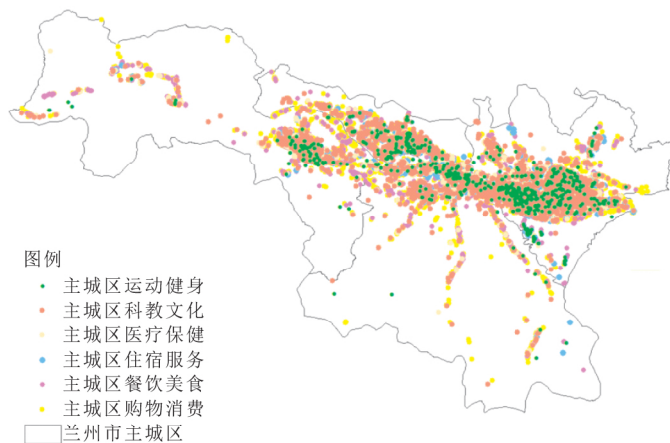 图例
主城区运动健身
主城区科教文化
主城区医疗保健
主城区住宿服务
主城区餐饮美食
主城区购物消费
兰州市主城区